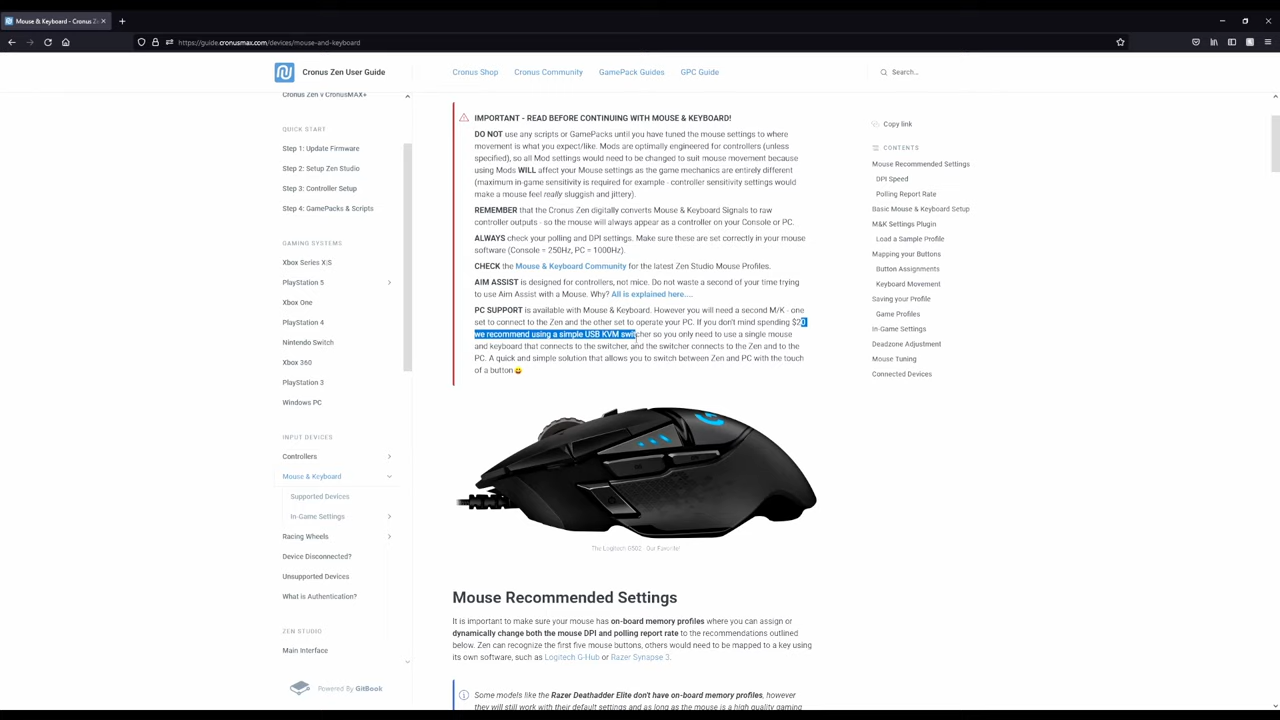 Mouse & Keyboard - Cronus Ze
https://guide.cronusmax.com/devices/mouse-and-keyboard
Cronus Zen User Guide
Cronus Shop
Cronus Community
GamePack Guides
GPC Guide
Search...
Cronus Zen v CronusMAX+
QUICK START
Step 1: Update Firmware
Step 2: Setup Zen Studio
Step 3: Controller Setup
Step 4: GamePacks & Scripts
GAMING SYSTEMS
Xbox Series X|S
PlayStation 5
Xbox One
PlayStation 4
Nintendo Switch
Xbox 360
PlayStation 3
Windows PC
INPUT DEVICES
Controllers
Mouse & Keyboard
Supported Devices
In-Game Settings
Racing Wheels
Device Disconnected?
Unsupported Devices
What is Authentication?
ZEN STUDIO
Main Interface
Powered By GitBook
IMPORTANT - READ BEFORE CONTINUING WITH MOUSE & KEYBOARD!
DO NOT use any scripts or GamePacks until you have tuned the mouse settings to where
movement is what you expect/like. Mods are optimally engineered for controllers (unless
specified), so all Mod settings would need to be changed to suit mouse movement because
using Mods WILL affect your Mouse settings as the game mechanics are entirely different
(maximum in-game sensitivity is required for example - controller sensitivity settings would
make a mouse feel really sluggish and jittery).
REMEMBER that the Cronus Zen digitally converts Mouse & Keyboard Signals to raw
controller outputs - so the mouse will always appear as a controller on your Console or PC.
ALWAYS check your polling and DPI settings. Make sure these are set correctly in your mouse
software (Console = 250Hz, PC = 1000Hz).
CHECK the Mouse & Keyboard Community for the latest Zen Studio Mouse Profiles.
AIM ASSIST is designed for controllers, not mice. Do not waste a second of your time trying
to use Aim Assist with a Mouse. Why? All is explained here....
PC SUPPORT is available with Mouse & Keyboard. However you will need a second M/K - one
set to connect to the Zen and the other set to operate your PC. If you don't mind spending $20
we recommend using a simple USB KVM switcher so you only need to use a single mouse
and keyboard that connects to the switcher, and the switcher connects to the Zen and to the
PC. A quick and simple solution that allows you to switch between Zen and PC with the touch
of a button 😀
The Logitech G502 - Our Favorite!
Mouse Recommended Settings
It is important to make sure your mouse has on-board memory profiles where you can assign or
dynamically change both the mouse DPI and polling report rate to the recommendations outlined
below. Zen can recognize the first five mouse buttons, others would need to be mapped to a key using
its own software, such as Logitech G-Hub or Razer Synapse 3.
Some models like the Razer Deathadder Elite don't have on-board memory profiles, however
they will still work with their default settings and as long as the mouse is a high quality gaming
Copy link
CONTENTS
Mouse Recommended Settings
DPI Speed
Polling Report Rate
Basic Mouse & Keyboard Setup
M&K Settings Plugin
Load a Sample Profile
Mapping your Buttons
Button Assignments
Keyboard Movement
Saving your Profile
Game Profiles
In-Game Settings
Deadzone Adjustment
Mouse Tuning
Connected Devices